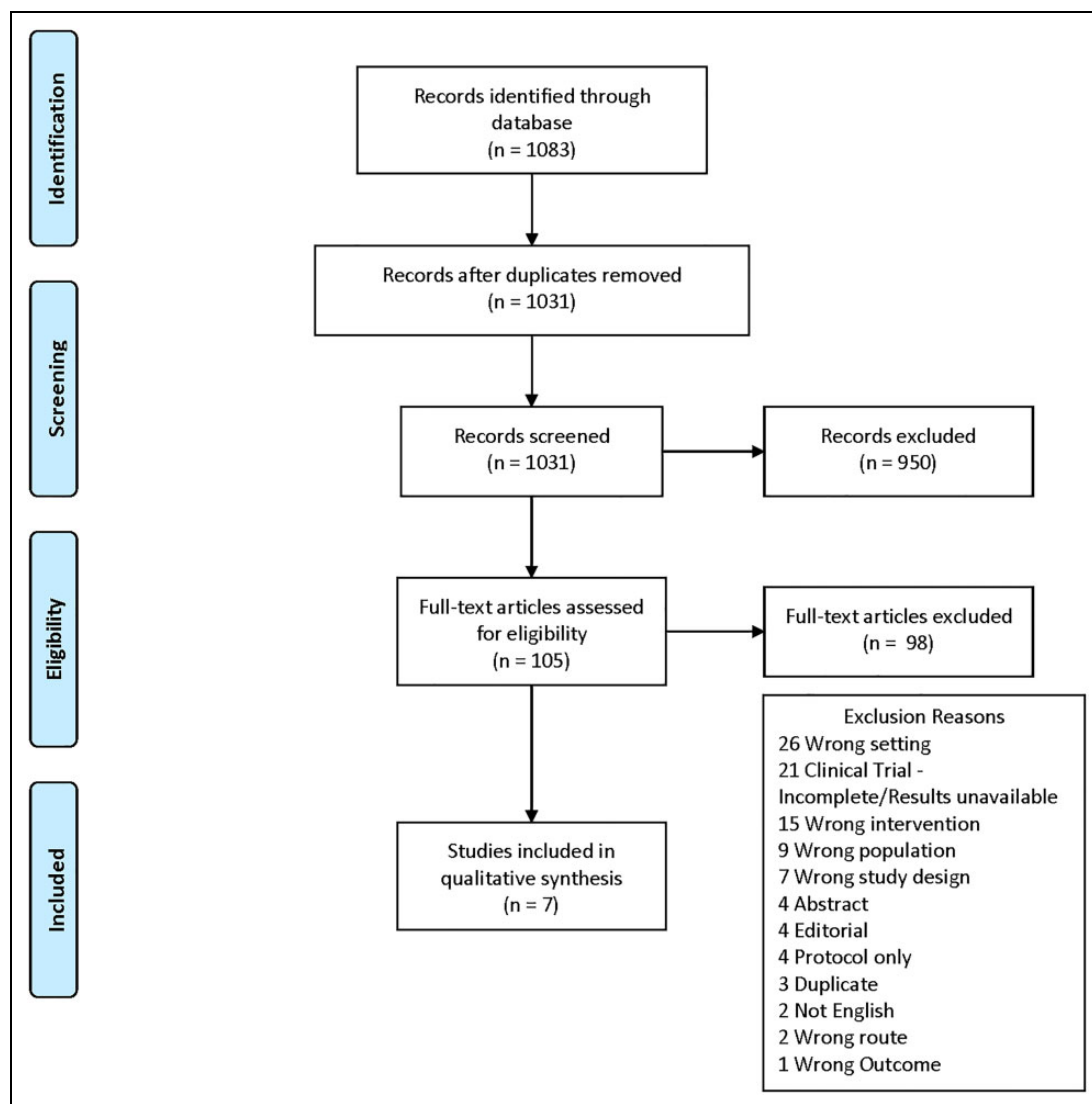 Identification
Records identified through
database
(n = 1083)
Records after duplicates removed
(n = 1031)
Screening
Records screened
(n = 1031)
Records excluded
(n = 950)
Eligibility
Full-text articles assessed
for eligibility
(n = 105)
Full-text articles excluded
(n = 98)
Exclusion Reasons
26 Wrong setting
21 Clinical Trial -
Incomplete/Results unavailable
15 Wrong intervention
9 Wrong population
7 Wrong study design
4 Abstract
4 Editorial
4 Protocol only
3 Duplicate
2 Not English
2 Wrong route
1 Wrong Outcome
Included
Studies included in
qualitative synthesis
(n = 7)